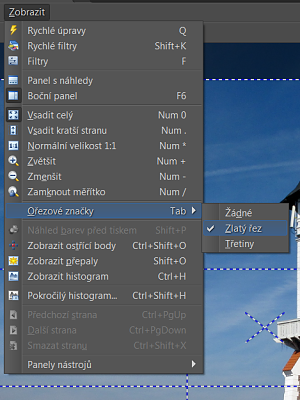 Zobrazit
Rychlé úpravy Q
Rychlé filtry Shift+K
Filtry F
Panel s náhledy
Boční panel F6
Vsadit celý Num 0
Vsadit kratší stranu Num .
Normální velikost 1:1 Num *
Zvětšit Num +
Zmenšit Num -
Zamknout měřítko Num /
Ořezové značky Tab
Žádné
Zlatý řez
Třetiny
Náhled barev před tiskem Shift+P
Zobrazit ostřící body Ctrl+Shift+O
Zobrazit přepaly Shift+O
Zobrazit histogram Ctrl+H
Pokročilý histogram... Ctrl+Shift+H
Předchozí strana Ctrl+PgUp
Další strana Ctrl+PgDown
Smazat strany Ctrl+Shift+X
Panely nástrojů